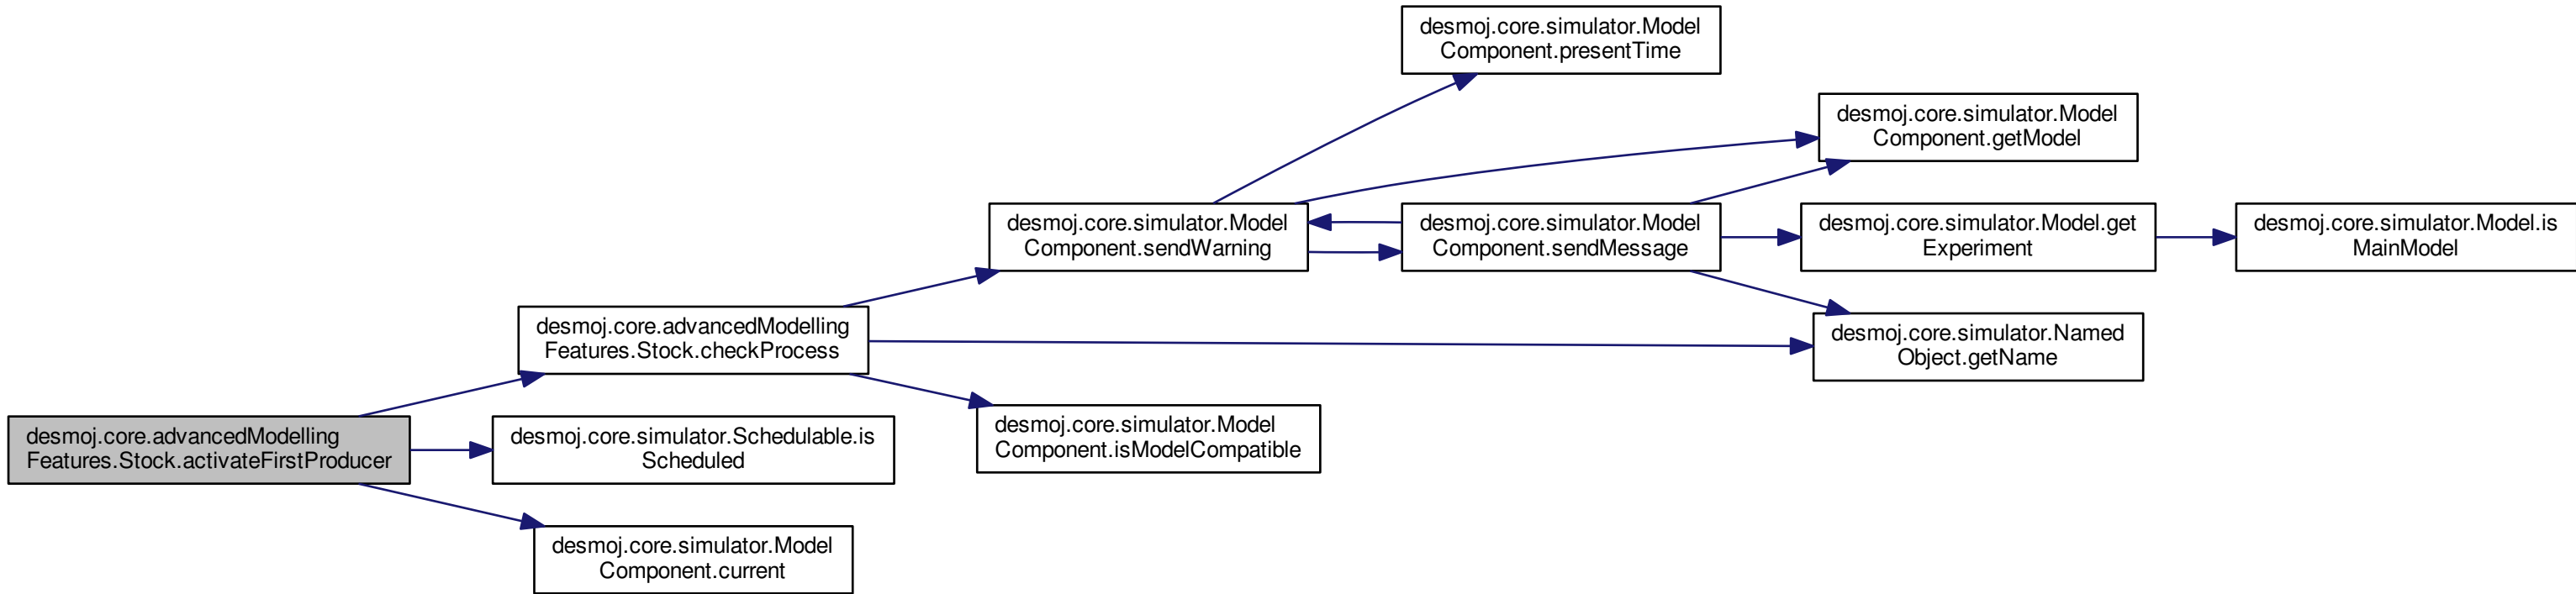 desmoj.core.simulator.Model
Component.presentTime
desmoj.core.simulator.Model
Component.getModel
desmoj.core.simulator.Model
Component.sendWarning
desmoj.core.simulator.Model
Component.sendMessage
desmoj.core.simulator.Model.get
Experiment
desmoj.core.simulator.Model.is
MainModel
desmoj.core.advancedModelling
Features.Stock.checkProcess
desmoj.core.simulator.Named
Object.getName
desmoj.core.advancedModelling
Features.Stock.activateFirstProducer
desmoj.core.simulator.Schedulable.is
Scheduled
desmoj.core.simulator.Model
Component.isModelCompatible
desmoj.core.simulator.Model
Component.current